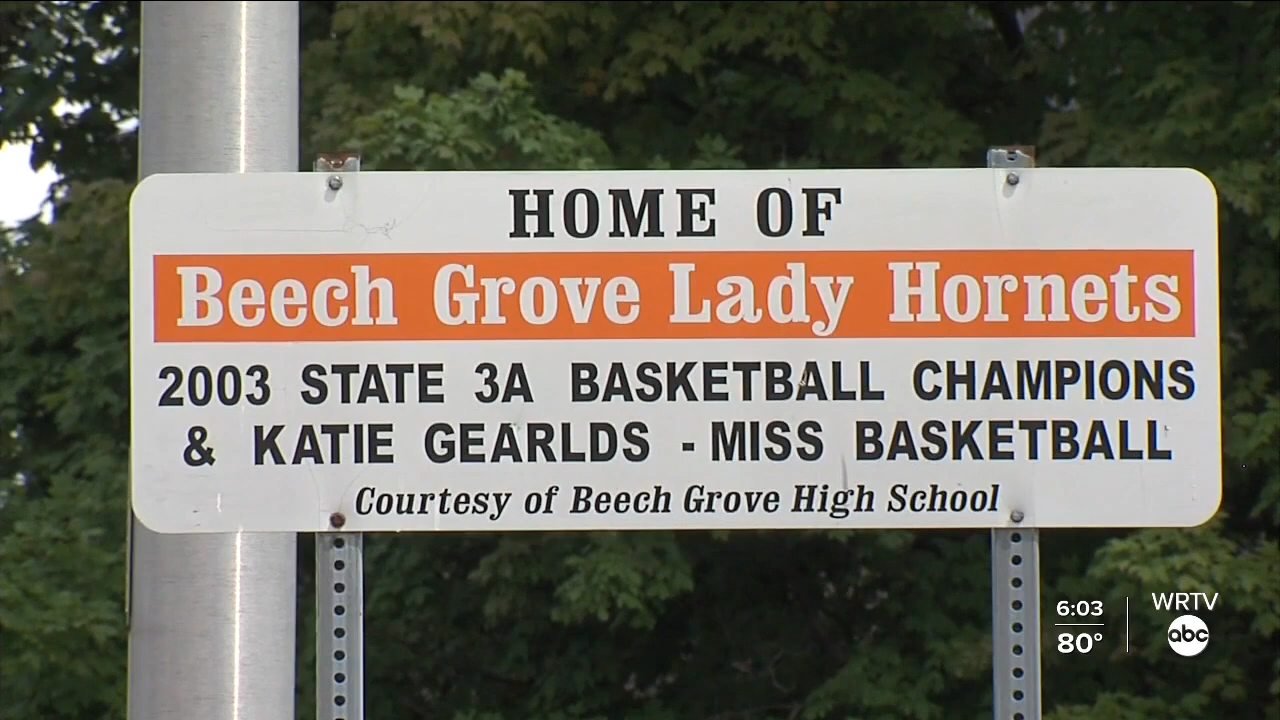 HOME OF
Beech Grove Lady Hornets
2003 STATE 3A BASKETBALL CHAMPIONS
& KATIE GEARLDS - MISS BASKETBALL
Courtesy of Beech Grove High School
6:03
80°
WRTV
abc